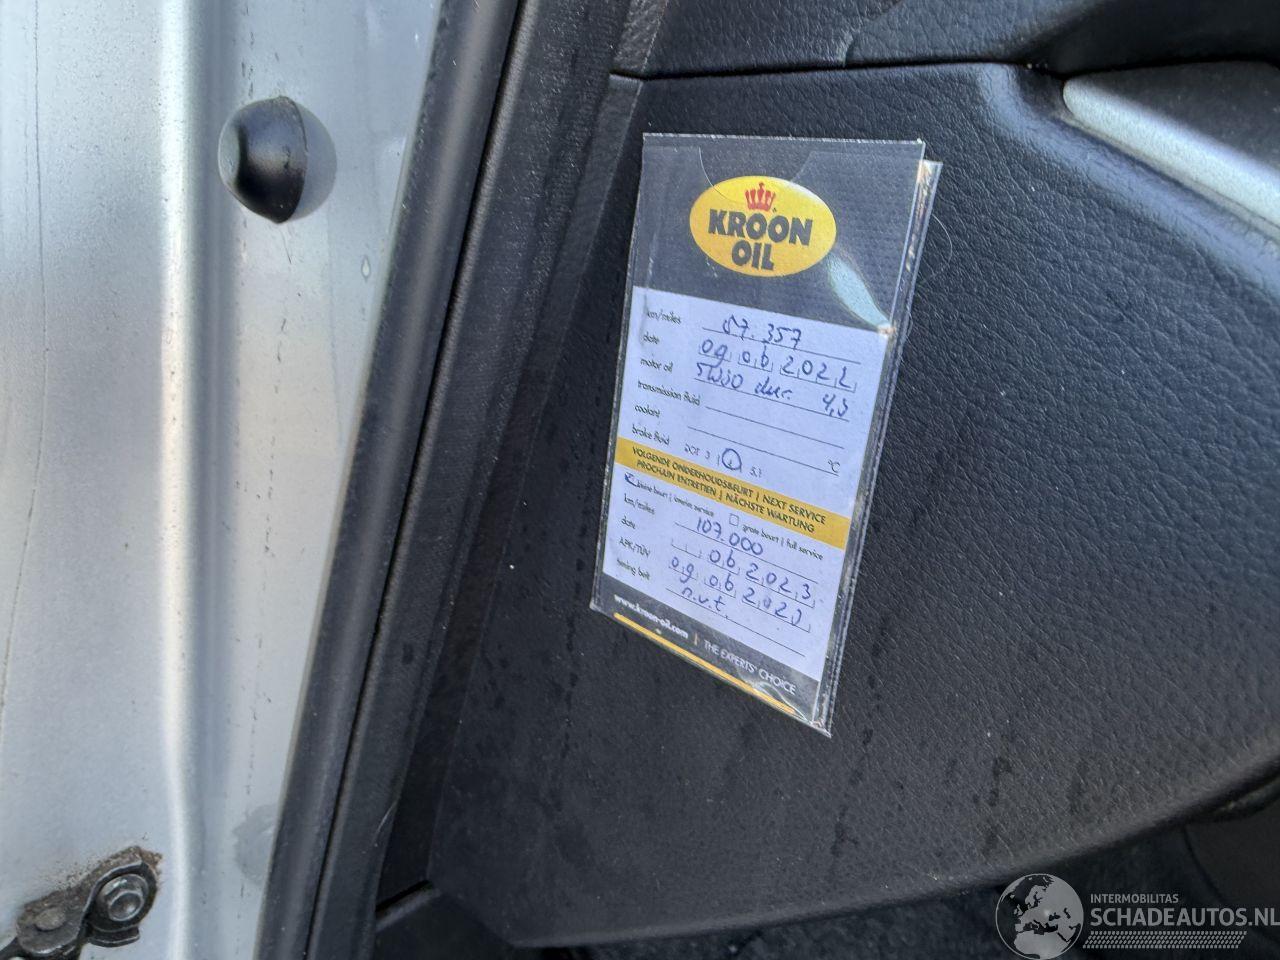 KROON
OIL
km/miles 57.357
date 09 06 2022
motor oil 5W30 dur. 4,5
transmission fluid
coolant °C
brake fluid DOT 3 4 5.1
VOLGENDE ONDERHOUDSBEURT | NEXT SERVICE
PROCHAIN ENTRETIEN | NÄCHSTE WARTUNG
kleine beurt | interim service grote beurt | full service
km/miles 107.000
date 06 2023
APK/TÜV 09 06 2023
timing belt n.v.t.
www.kroon-oil.com | THE EXPERTS' CHOICE
INTERMOBILITAS
SCHADEAUTOS.NL